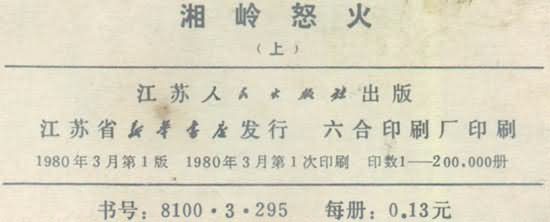 湘岭怒火
（上）
江苏人民出版社出版
江苏省新华书店发行 六合印刷厂印刷
1980年3月第1版 1980年3月第1次印刷 印数1—200.000册
书号：8100·3·295 每册：0.13元